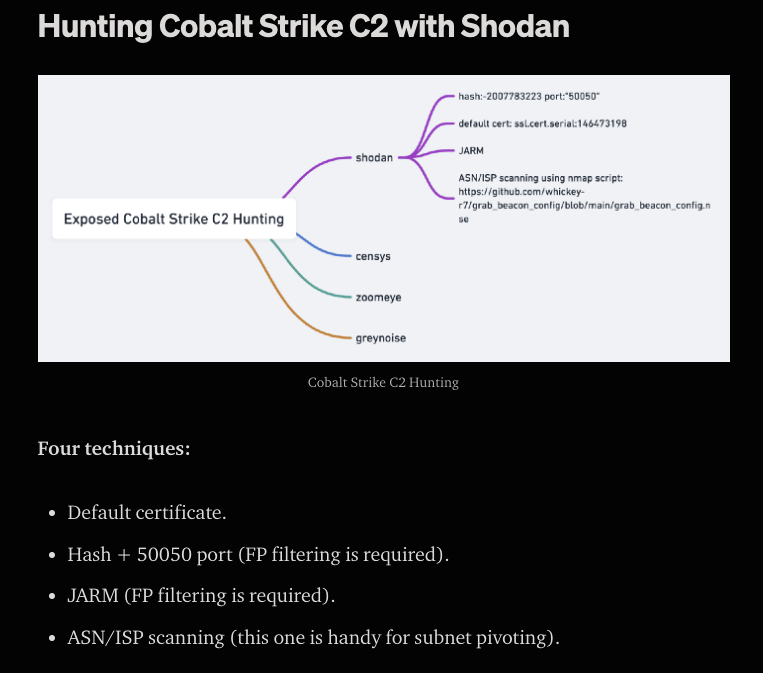 Hunting Cobalt Strike C2 with Shodan
Exposed Cobalt Strike C2 Hunting
shodan
hash:-2007783223 port:"50050"
default cert: ssl.cert.serial:146473198
JARM
ASN/ISP scanning using nmap script:
https://github.com/whickey-
r7/grab_beacon_config/blob/main/grab_beacon_config.n
se
censys
zoomeye
greynoise
Cobalt Strike C2 Hunting
Four techniques:
• Default certificate.
• Hash + 50050 port (FP filtering is required).
• JARM (FP filtering is required).
• ASN/ISP scanning (this one is handy for subnet pivoting).